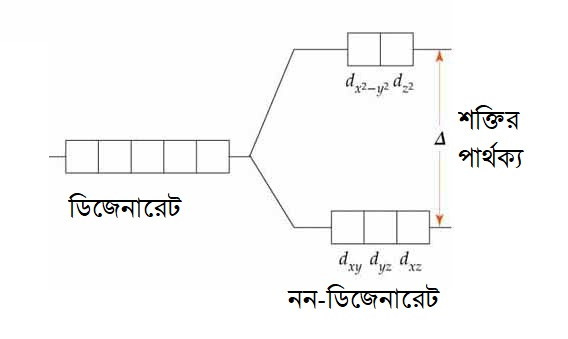 d_{x²−y²} d_{z²}
শক্তির
Δ
পার্থক্য
ডিজেনারেট
d_{xy} d_{yz} d_{xz}
নন-ডিজেনারেট